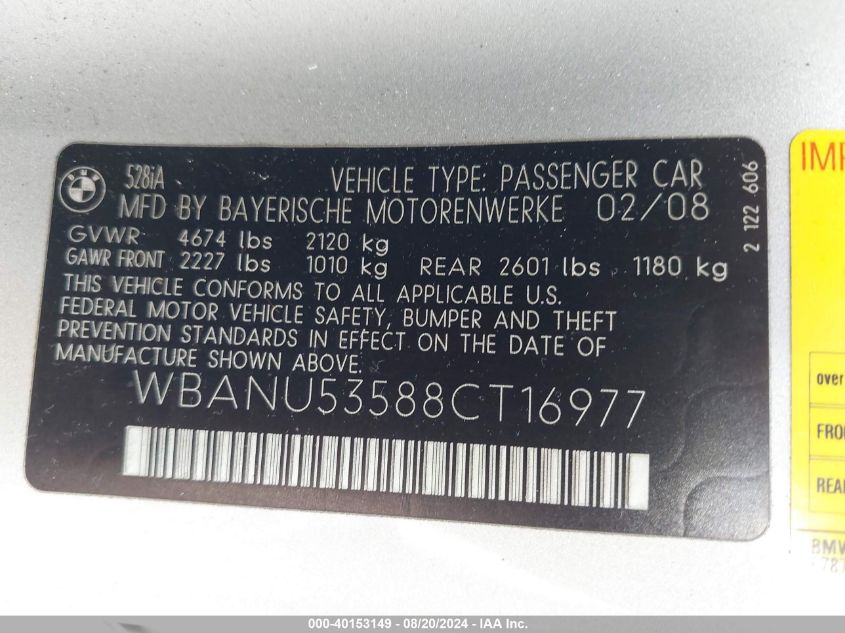 BMW
528iA
VEHICLE TYPE: PASSENGER CAR
MFD BY BAYERISCHE MOTORENWERKE 02/08
GVWR 4674 lbs 2120 kg
GAWR FRONT 2227 lbs 1010 kg REAR 2601 lbs 1180 kg
THIS VEHICLE CONFORMS TO ALL APPLICABLE U.S.
FEDERAL MOTOR VEHICLE SAFETY, BUMPER AND THEFT
PREVENTION STANDARDS IN EFFECT ON THE DATE OF
MANUFACTURE SHOWN ABOVE.
WBANU53588CT16977
2 122 606
IMP
over
FRO
REA
BMW
787
000-40153149 - 08/20/2024 - IAAI Inc.